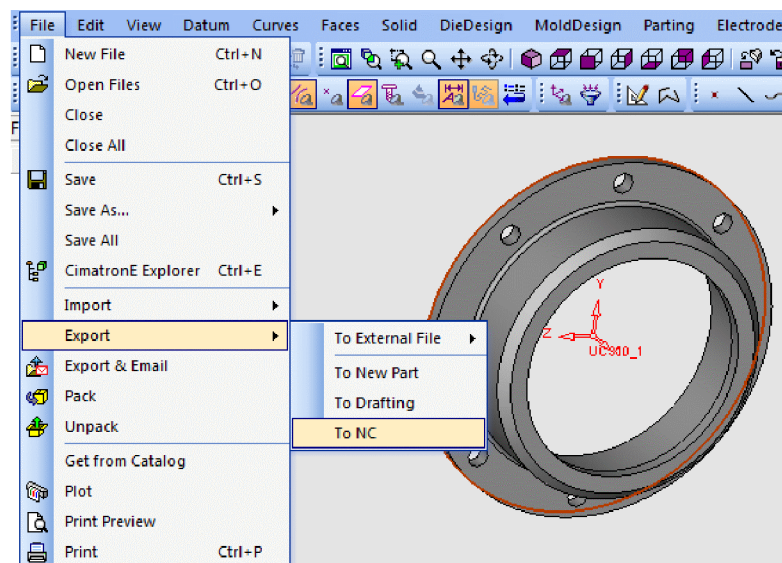 File Edit View Datum Curves Faces Solid DieDesign MoldDesign Parting Electrode
New File Ctrl+N
Open Files Ctrl+O
Close
Close All
Save Ctrl+S
Save As...
Save All
CimatronE Explorer Ctrl+E
Import
Export
Export & Email
Pack
Unpack
Get from Catalog
Plot
Print Preview
Print Ctrl+P
To External File
To New Part
To Drafting
To NC
Y
Z